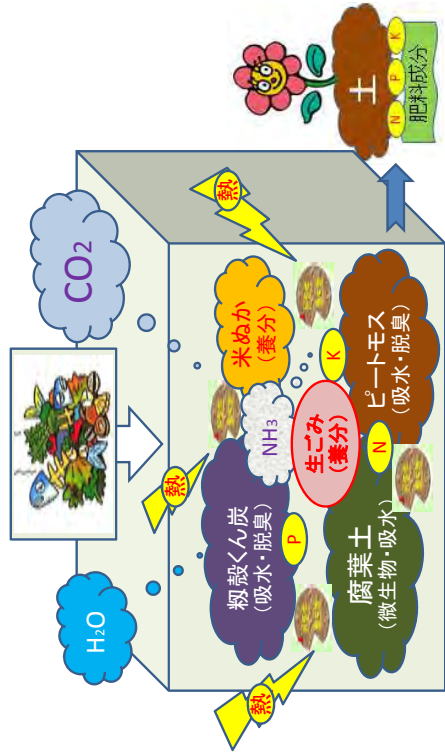 CO₂
H₂O
熱
熱
熱
籾殻くん炭
(吸水・脱臭)
米ぬか
(養分)
NH₃
生ごみ
(養分)
P
K
N
腐葉土
(微生物・吸水)
ピートモス
(吸水・脱臭)
土
N
P
K
肥料成分